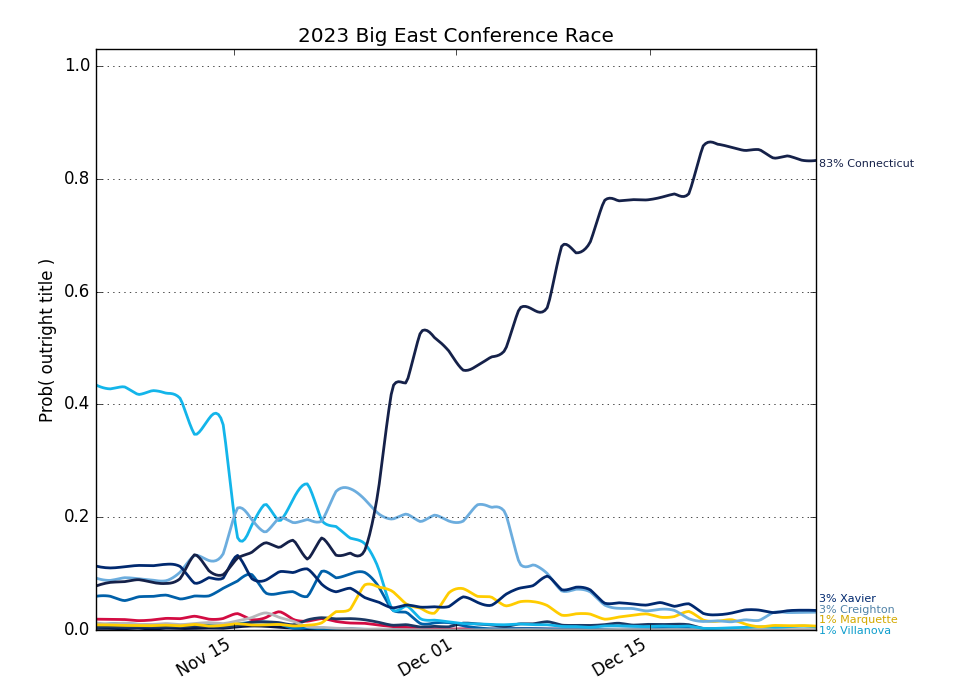 2023 Big East Conference Race
Prob( outright title )
1.0
0.8
0.6
0.4
0.2
0.0
Nov 15
Dec 01
Dec 15
83% Connecticut
3% Xavier
3% Creighton
1% Marquette
1% Villanova